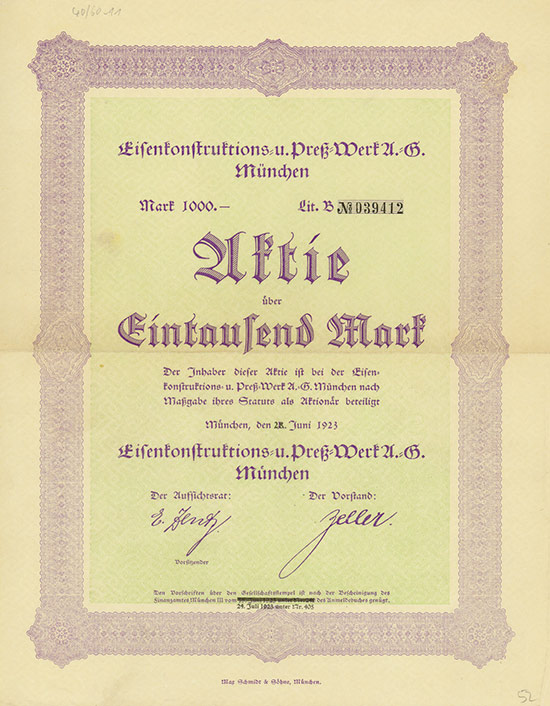 40/60-11
Eisenkonstruktions- u. Preß-Werk A.-G.
München
Mark 1000.— Lit. B № 039412
Aktie
über
Eintausend Mark
Der Inhaber dieser Aktie ist bei der Eisen-
konstruktions- u. Preß-Werk A.-G. München nach
Maßgabe ihres Statuts als Aktionär beteiligt
München, den Juni 1923
Eisenkonstruktions- u. Preß-Werk A.-G.
München
Der Aufsichtsrat: Der Vorstand:
E. Zeller.
Vorsitzender
Den Vorschriften über den Gesellschaftsstempel ist nach der Bescheinigung des
Finanzamtes München III vom des Anmeldebuches genügt.
24. Juli 1923 unter Nr. 405
Max Schmidt & Söhne, München.
52